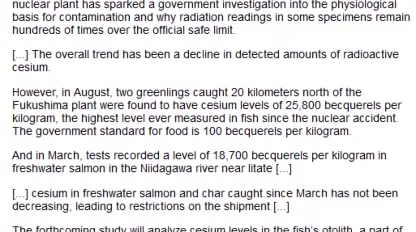 nuclear plant has sparked a government investigation into the physiological
basis for contamination and why radiation readings in some specimens remain
hundreds of times over the official safe limit.
[...] The overall trend has been a decline in detected amounts of radioactive
cesium.
However, in August, two greenlings caught 20 kilometers north of the
Fukushima plant were found to have cesium levels of 25,800 becquerels per
kilogram, the highest level ever measured in fish since the nuclear accident.
The government standard for food is 100 becquerels per kilogram.
And in March, tests recorded a level of 18,700 becquerels per kilogram in
freshwater salmon in the Niidagawa river near Iitate [...]
[...] cesium in freshwater salmon and char caught since March has not been
decreasing, leading to restrictions on the shipment [...]
The forthcoming study will analyze cesium levels in the fish's otolith, a part of